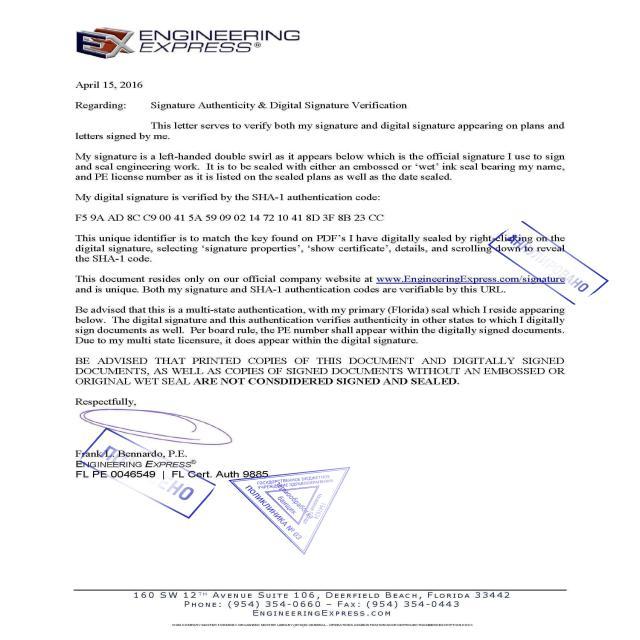 ENGINEERING
EXPRESS®
April 15, 2016
Regarding: Signature Authenticity & Digital Signature Verification
This letter serves to verify both my signature and digital signature appearing on plans and
letters signed by me.
My signature is a left-handed double swirl as it appears below which is the official signature I use to sign
and seal engineering work. It is to be sealed with either an embossed or 'wet' ink seal bearing my name,
and PE license number as it is listed on the sealed plans as well as the date sealed.
My digital signature is verified by the SHA-1 authentication code:
F5 9A AD 8C C9 00 41 5A 59 09 02 14 72 10 41 8D 3F 8B 23 CC
This unique identifier is to match the key found on PDF's I have digitally sealed by right-clicking on the
digital signature, selecting 'signature properties', 'show certificate', details, and scrolling down to reveal
the SHA-1 code.
This document resides only on our official company website at www.EngineeringExpress.com/signature
and is unique. Both my signature and SHA-1 authentication codes are verifiable by this URL.
Be advised that this is a multi-state authentication, with my primary (Florida) seal which I reside appearing
below. The digital signature and this authentication verifies authenticity in other states to which I digitally
sign documents as well. Per board rule, the PE number shall appear within the digitally signed documents.
Due to my multi state licensure, it does appear within the digital signature.
BE ADVISED THAT PRINTED COPIES OF THIS DOCUMENT AND DIGITALLY SIGNED
DOCUMENTS, AS WELL AS COPIES OF SIGNED DOCUMENTS WITHOUT AN EMBOSSED OR
ORIGINAL WET SEAL ARE NOT CONSDIDERED SIGNED AND SEALED.
Respectfully,
Frank L. Bennardo, P.E.
ENGINEERING EXPRESS®
FL PE 0046549 | FL Cert. Auth 9885
ПОЛИКЛИНИКА № 63
160 SW 12TH AVENUE SUITE 106, DEERFIELD BEACH, FLORIDA 33442
PHONE: (954) 354-0660 – FAX: (954) 354-0443
ENGINEERINGEXPRESS.COM